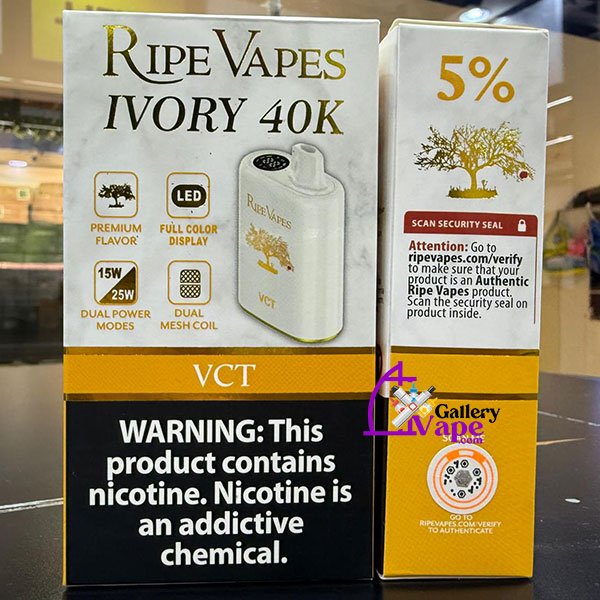 RIPE VAPES
IVORY 40K
PREMIUM
FLAVOR
LED
FULL COLOR
DISPLAY
15W
25W
DUAL POWER
MODES
DUAL
MESH COIL
RIPE VAPES
VCT
VCT
WARNING: This
product contains
nicotine. Nicotine is
an addictive
chemical.
5%
SCAN SECURITY SEAL
Attention: Go to
ripevapes.com/verify
to make sure that your
product is an Authentic
Ripe Vapes product.
Scan the security seal on
product inside.
Gallery
Vape
.com
GO TO
RIPEVAPES.COM/VERIFY
TO AUTHENTICATE